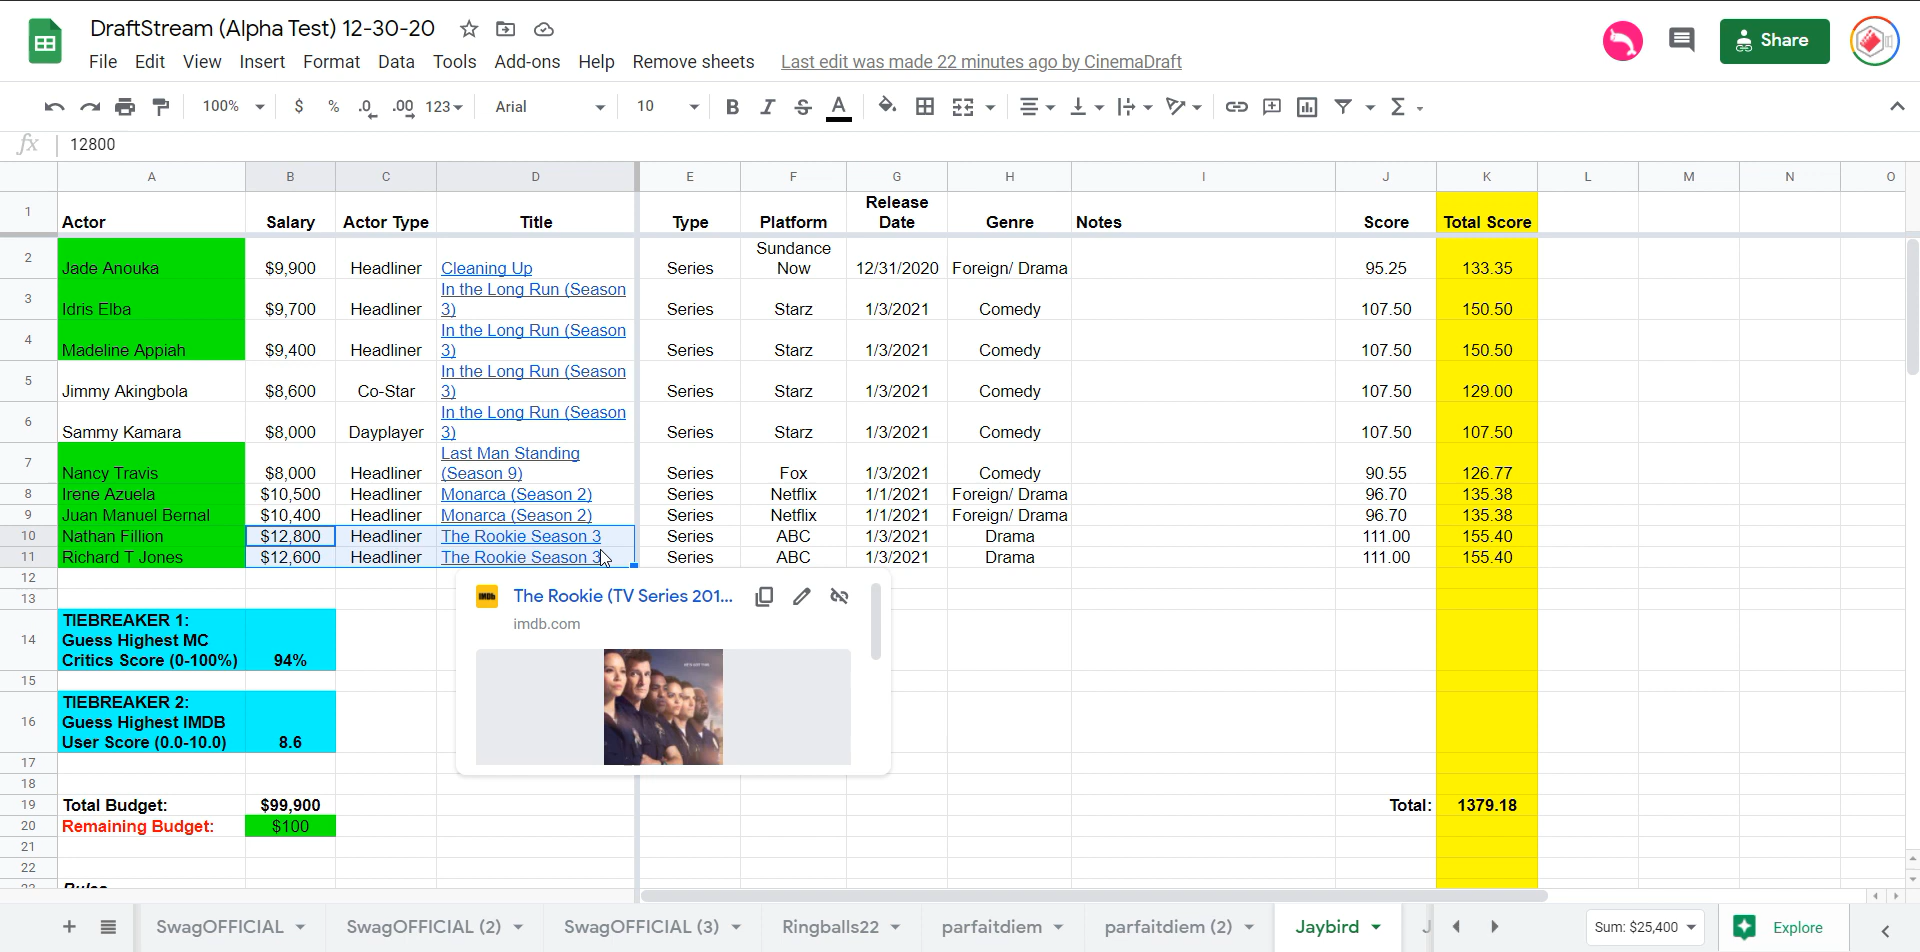 DraftStream (Alpha Test) 12-30-20
Share
File Edit View Insert Format Data Tools Add-ons Help Remove sheets Last edit was made 22 minutes ago by CinemaDraft
100% $ % .0 .00 123 Arial 10 B I S A
fx 12800
A B C D E F G H I J K L M N O
1 Actor Salary Actor Type Title Type Platform Release Date Genre Notes Score Total Score
2 Jade Anouka $9,900 Headliner Cleaning Up Series Sundance Now 12/31/2020 Foreign/ Drama 95.25 133.35
3 Idris Elba $9,700 Headliner In the Long Run (Season 3) Series Starz 1/3/2021 Comedy 107.50 150.50
4 Madeline Appiah $9,400 Headliner In the Long Run (Season 3) Series Starz 1/3/2021 Comedy 107.50 150.50
5 Jimmy Akingbola $8,600 Co-Star In the Long Run (Season 3) Series Starz 1/3/2021 Comedy 107.50 129.00
6 Sammy Kamara $8,000 Dayplayer In the Long Run (Season 3) Series Starz 1/3/2021 Comedy 107.50 107.50
7 Nancy Travis $8,000 Headliner Last Man Standing (Season 9) Series Fox 1/3/2021 Comedy 90.55 126.77
8 Irene Azuela $10,500 Headliner Monarca (Season 2) Series Netflix 1/1/2021 Foreign/ Drama 96.70 135.38
9 Juan Manuel Bernal $10,400 Headliner Monarca (Season 2) Series Netflix 1/1/2021 Foreign/ Drama 96.70 135.38
10 Nathan Fillion $12,800 Headliner The Rookie Season 3 Series ABC 1/3/2021 Drama 111.00 155.40
11 Richard T Jones $12,600 Headliner The Rookie Season 3 Series ABC 1/3/2021 Drama 111.00 155.40
12
IMDb The Rookie (TV Series 201...
imdb.com
13
14 TIEBREAKER 1:
Guess Highest MC
Critics Score (0-100%) 94%
15
16 TIEBREAKER 2:
Guess Highest IMDB
User Score (0.0-10.0) 8.6
17
18
19 Total Budget: $99,900 Total: 1379.18
20 Remaining Budget: $100
21
22
23 Rules
+ SwagOFFICIAL SwagOFFICIAL (2) SwagOFFICIAL (3) Ringballs22 parfaitdiem parfaitdiem (2) Jaybird J Sum: $25,400 Explore